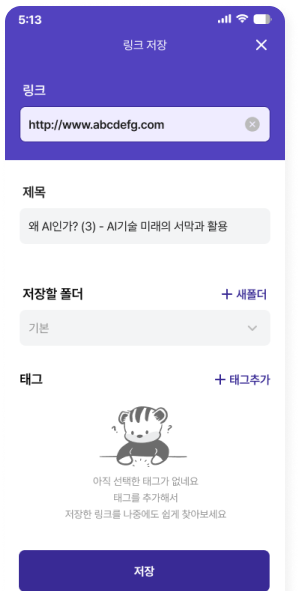 5:13
링크 저장
링크
http://www.abcdefg.com
제목
왜 AI인가? (3) - AI기술 미래의 서막과 활용
저장할 폴더
+ 새폴더
기본
태그
+ 태그추가
? ?
아직 선택한 태그가 없네요
태그를 추가해서
저장한 링크를 나중에도 쉽게 찾아보세요
저장